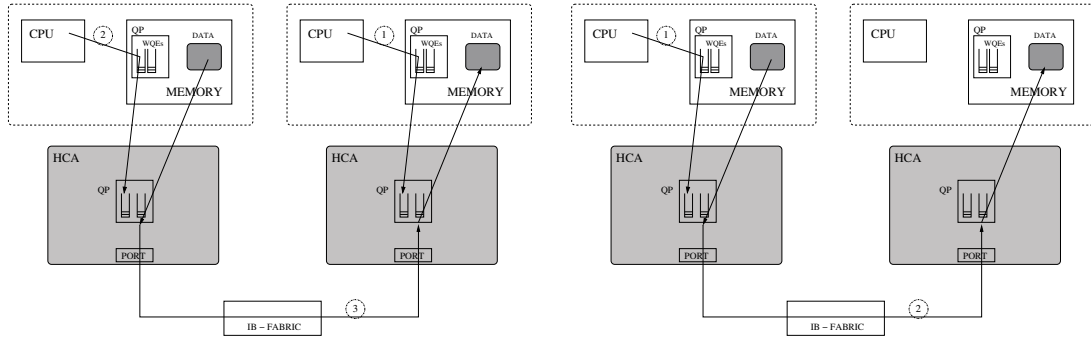 CPU
2
QP
WQEs
DATA
MEMORY
HCA
QP
PORT
CPU
1
QP
WQEs
DATA
MEMORY
HCA
QP
PORT
3
IB – FABRIC
CPU
1
QP
WQEs
DATA
MEMORY
HCA
QP
PORT
CPU
QP
WQEs
DATA
MEMORY
HCA
QP
PORT
2
IB – FABRIC